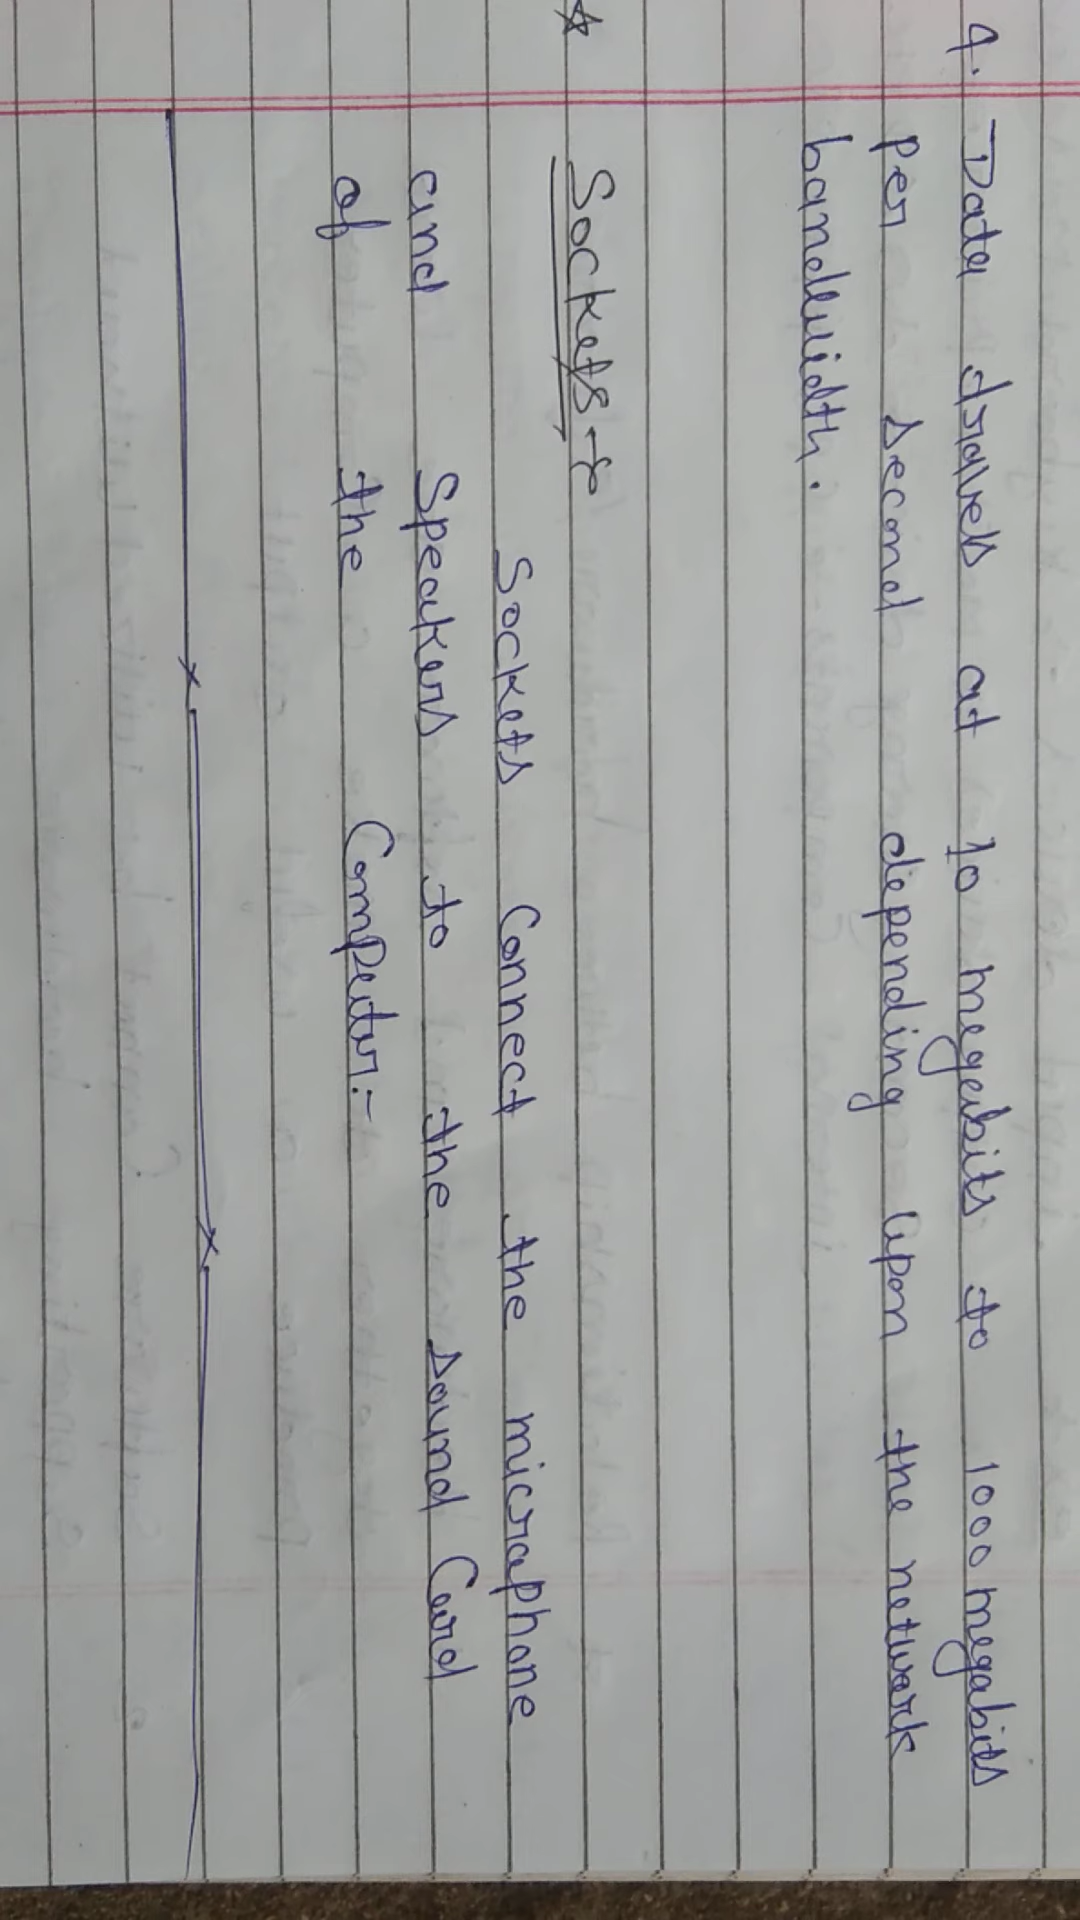 4. Data travels at 10 megabits to 1000 megabits
per second depending upon the network
bandwidth.
☆ Sockets :-
Sockets Connect the microphone
and Speakers to the sound Card
of the Computer :-